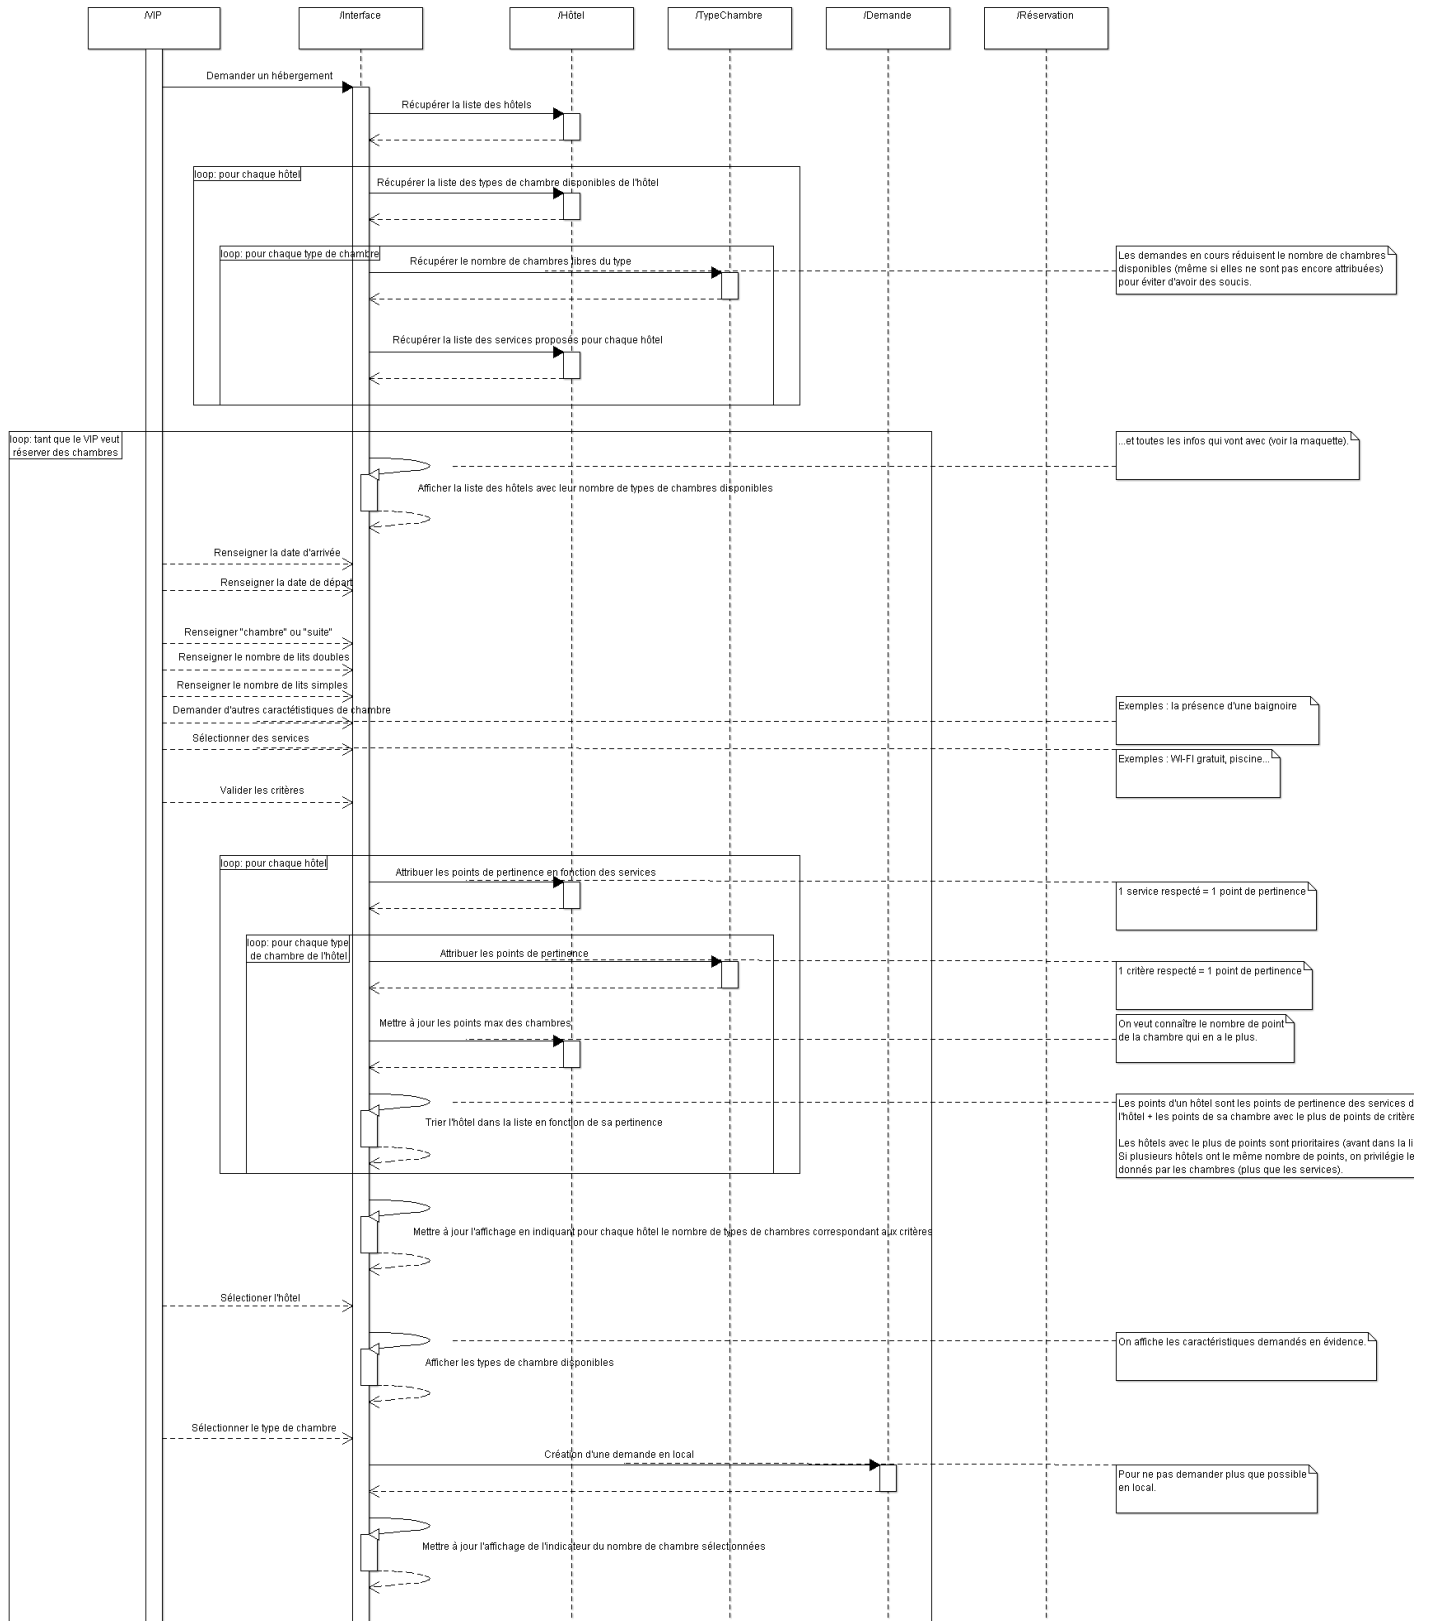 /VIP
/Interface
/Hôtel
/TypeChambre
/Demande
/Réservation
Demander un hébergement
Récupérer la liste des hôtels
loop: pour chaque hôtel
Récupérer la liste des types de chambre disponibles de l'hôtel
loop: pour chaque type de chambre
Récupérer le nombre de chambres libres du type
Les demandes en cours réduisent le nombre de chambres
disponibles (même si elles ne sont pas encore attribuées)
pour éviter d'avoir des soucis.
Récupérer la liste des services proposés pour chaque hôtel
loop: tant que le VIP veut
réserver des chambres
...et toutes les infos qui vont avec (voir la maquette).
Afficher la liste des hôtels avec leur nombre de types de chambres disponibles
Renseigner la date d'arrivée
Renseigner la date de départ
Renseigner "chambre" ou "suite"
Renseigner le nombre de lits doubles
Renseigner le nombre de lits simples
Demander d'autres caractétistiques de chambre
Exemples : la présence d'une baignoire
Sélectionner des services
Exemples : WI-FI gratuit, piscine...
Valider les critères
loop: pour chaque hôtel
Attribuer les points de pertinence en fonction des services
1 service respecté = 1 point de pertinence
loop: pour chaque type
de chambre de l'hôtel
Attribuer les points de pertinence
1 critère respecté = 1 point de pertinence
Mettre à jour les points max des chambres
On veut connaître le nombre de point
de la chambre qui en a le plus.
Trier l'hôtel dans la liste en fonction de sa pertinence
Les points d'un hôtel sont les points de pertinence des services d
l'hôtel + les points de sa chambre avec le plus de points de critère
Les hôtels avec le plus de points sont prioritaires (avant dans la li
Si plusieurs hôtels ont le même nombre de points, on privilégie le
donnés par les chambres (plus que les services).
Mettre à jour l'affichage en indiquant pour chaque hôtel le nombre de types de chambres correspondant aux critères
Sélectioner l'hôtel
On affiche les caractéristiques demandés en évidence.
Afficher les types de chambre disponibles
Sélectionner le type de chambre
Création d'une demande en local
Pour ne pas demander plus que possible
en local.
Mettre à jour l'affichage de l'indicateur du nombre de chambre sélectionnées